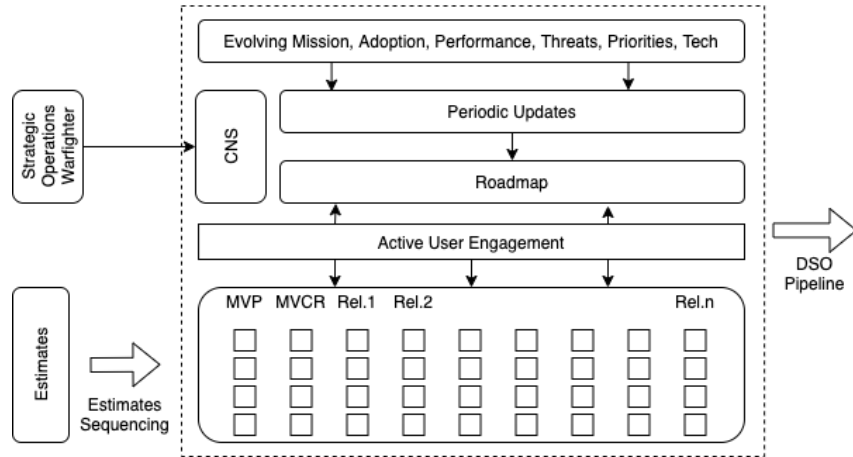 Evolving Mission, Adoption, Performance, Threats, Priorities, Tech
Strategic
Operations
Warfighter
CNS
Periodic Updates
Roadmap
Active User Engagement
DSO
Pipeline
MVP MVCR Rel.1 Rel.2 Rel.n
Estimates
Estimates
Sequencing